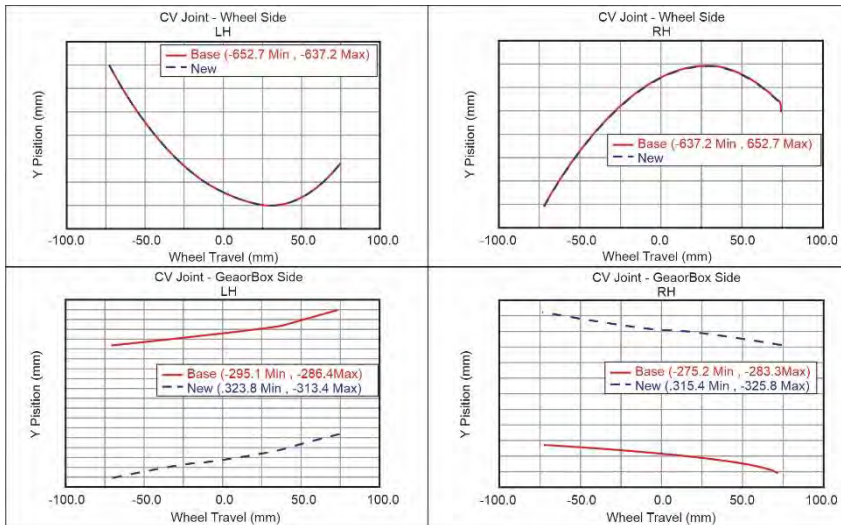 CV Joint - Wheel Side
LH
Base (-652.7 Min , -637.2 Max)
New
Y Pisition (mm)
-100.0 -50.0 0.0 50.0 100.0
Wheel Travel (mm)
CV Joint - Wheel Side
RH
Base (-637.2 Min , 652.7 Max)
New
Y Pisition (mm)
-100.0 -50.0 0.0 50.0 100.0
Wheel Travel (mm)
CV Joint - GeaorBox Side
LH
Base (-295.1 Min , -286.4Max)
New (.323.8 Min , -313.4 Max)
Y Position (mm)
-100.0 -50.0 0.0 50.0 100.0
Wheel Travel (mm)
CV Joint - GeaorBox Side
RH
Base (-275.2 Min , -283.3Max)
New (.315.4 Min , -325.8 Max)
Y Position (mm)
-100.0 -50.0 0.0 50.0 100.0
Wheel Travel (mm)